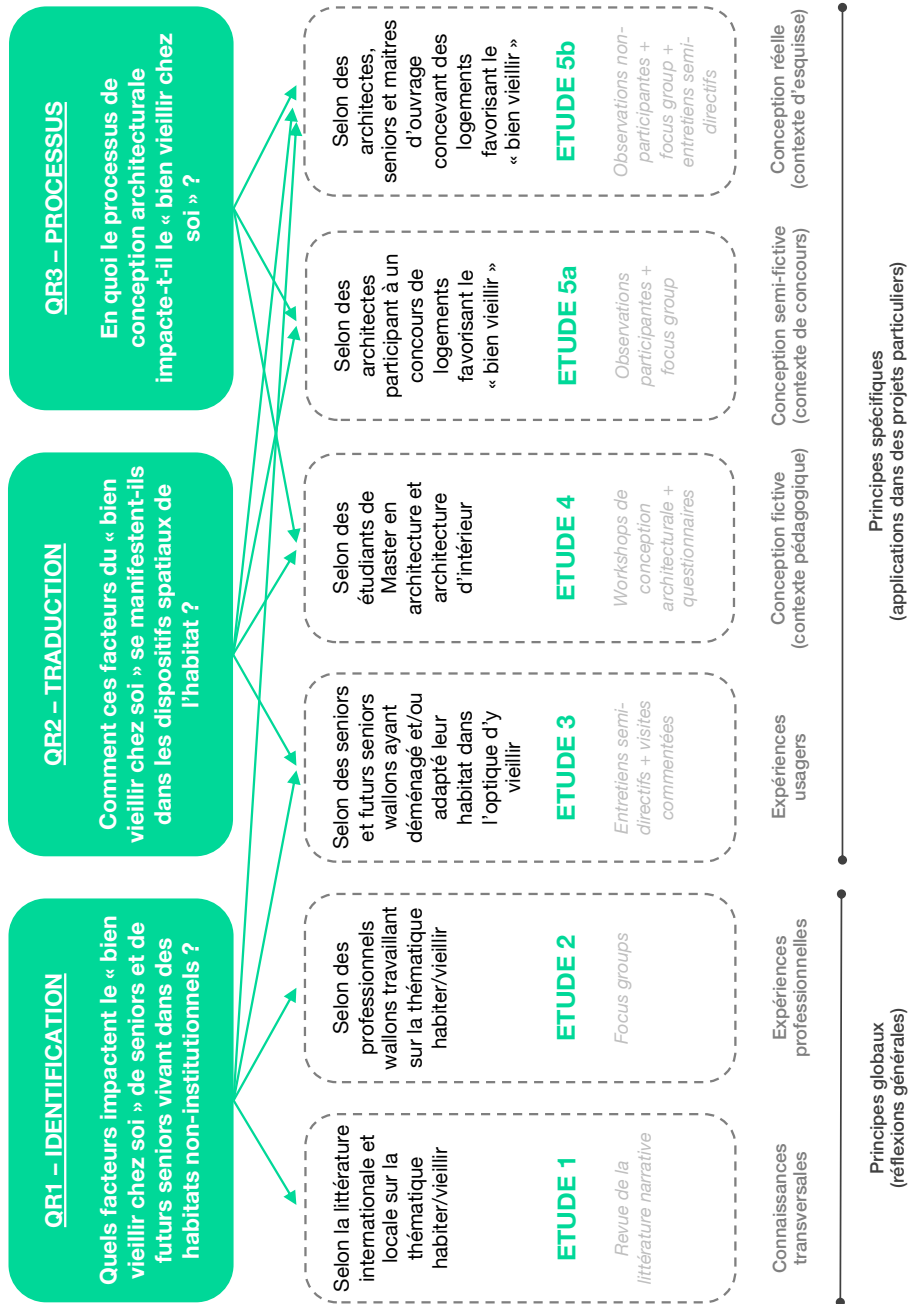 QR1 – IDENTIFICATION
Quels facteurs impactent le « bien
vieillir chez soi » de seniors et de
futurs seniors vivant dans des
habitats non-institutionnels ?
QR2 – TRADUCTION
Comment ces facteurs du « bien
vieillir chez soi » se manifestent-ils
dans les dispositifs spatiaux de
l'habitat ?
QR3 – PROCESSUS
En quoi le processus de
conception architecturale
impacte-t-il le « bien vieillir chez
soi » ?
Selon la littérature
internationale et
locale sur la
thématique
habiter/vieillir
ETUDE 1
Revue de la
littérature narrative
Connaissances
transversales
Selon des
professionnels
wallons travaillant
sur la thématique
habiter/vieillir
ETUDE 2
Focus groups
Expériences
professionnelles
Selon des seniors
et futurs seniors
wallons ayant
déménagé et/ou
adapté leur
habitat dans
l'optique d'y
vieillir
ETUDE 3
Entretiens semi-
directifs + visites
commentées
Expériences
usagers
Selon des
étudiants de
Master en
architecture et
architecture
d'intérieur
ETUDE 4
Workshops de
conception
architecturale +
questionnaires
Conception fictive
(contexte pédagogique)
Selon des
architectes
participant à un
concours de
logements
favorisant le
« bien vieillir »
ETUDE 5a
Observations
participantes +
focus group
Conception semi-fictive
(contexte de concours)
Selon des
architectes,
seniors et maitres
d'ouvrage
concevant des
logements
favorisant le
« bien vieillir »
ETUDE 5b
Observations non-
participantes +
focus group +
entretiens semi-
directifs
Conception réelle
(contexte d'esquisse)
Principes globaux
(réflexions générales)
Principes spécifiques
(applications dans des projets particuliers)